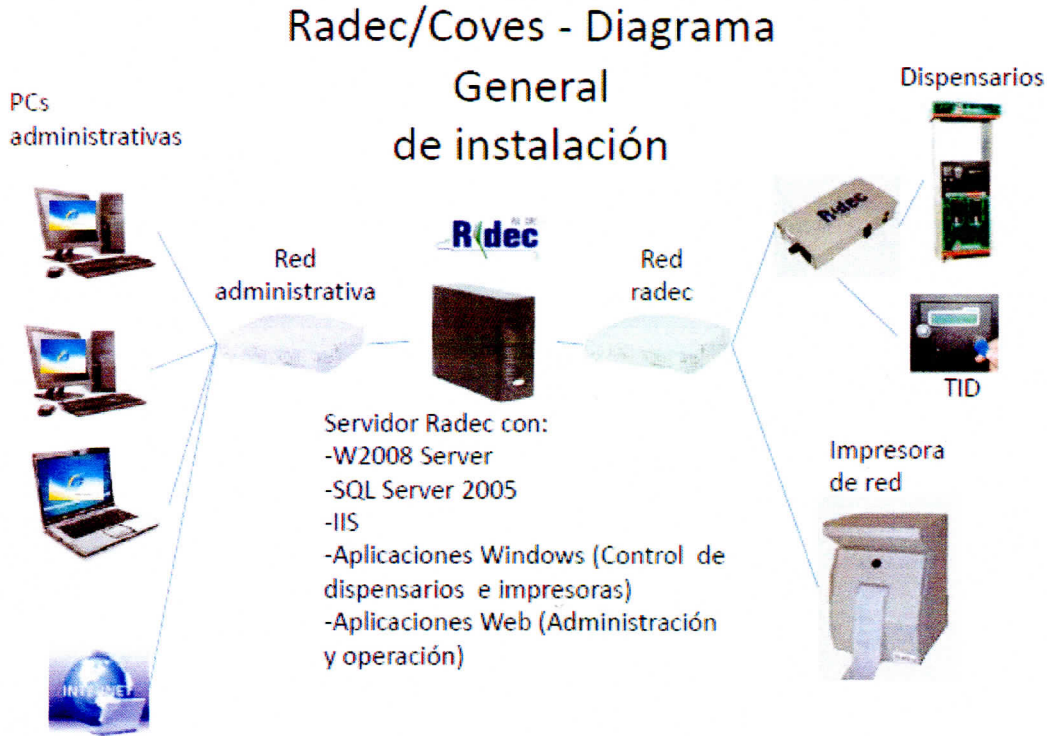 Radec/Coves - Diagrama
General
de instalación
PCs
administrativas
Dispensarios
Red
administrativa
Radec
Red
radec
Radec
TID
Servidor Radec con:
-W2008 Server
-SQL Server 2005
-IIS
-Aplicaciones Windows (Control de
dispensarios e impresoras)
-Aplicaciones Web (Administración
y operación)
Impresora
de red
INTERNET